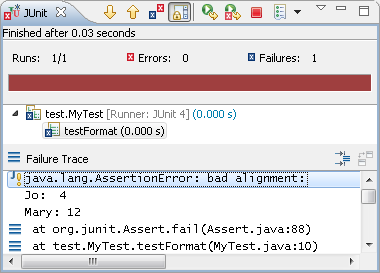 JUnit
Finished after 0.03 seconds
Runs: 1/1 Errors: 0 Failures: 1
test.MyTest [Runner: JUnit 4] (0.000 s)
testFormat (0.000 s)
Failure Trace
java.lang.AssertionError: bad alignment:
Jo:  4
Mary: 12
at org.junit.Assert.fail(Assert.java:88)
at test.MyTest.testFormat(MyTest.java:10)